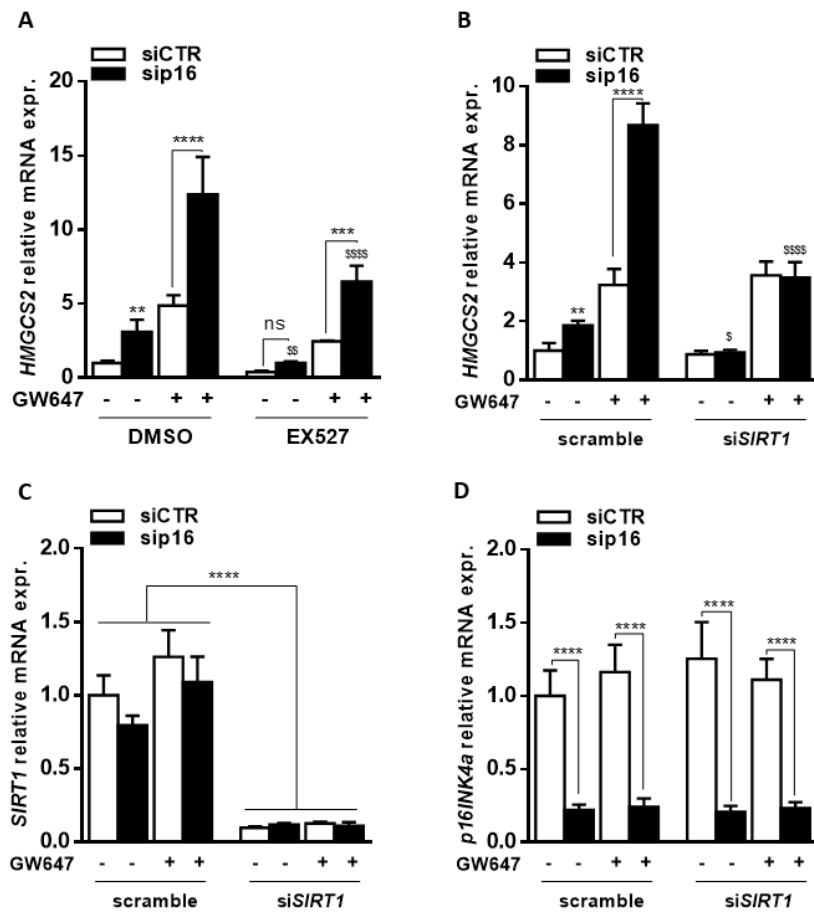 A
siCTR
sip16
HMGCS2 relative mRNA expr.
20
15
10
5
0
****
**
***
$$$$
ns
$$
GW647 - - + + - - + +
DMSO EX527
B
siCTR
sip16
HMGCS2 relative mRNA expr.
10
8
6
4
2
0
****
**
$$$$
$
GW647 - - + + - - + +
scramble siSIRT1
C
siCTR
sip16
SIRT1 relative mRNA expr.
2.0
1.5
1.0
0.5
0.0
****
GW647 - - + + - - + +
scramble siSIRT1
D
siCTR
sip16
p16INK4a relative mRNA expr.
2.0
1.5
1.0
0.5
0.0
**** **** **** ****
GW647 - - + + - - + +
scramble siSIRT1